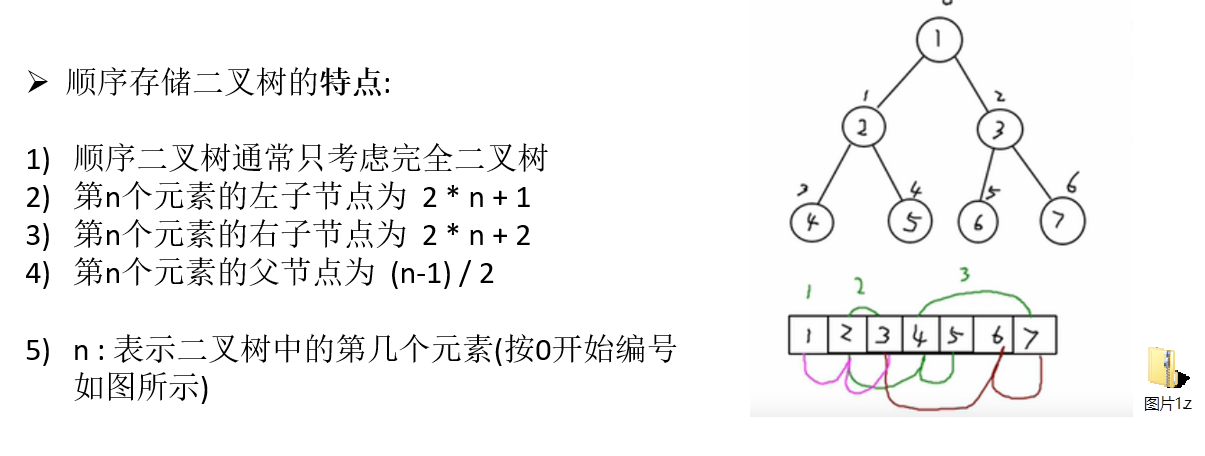 顺序存储二叉树的特点:
1) 顺序二叉树通常只考虑完全二叉树
2) 第n个元素的左子节点为 2 * n + 1
3) 第n个元素的右子节点为 2 * n + 2
4) 第n个元素的父节点为 (n-1) / 2
5) n : 表示二叉树中的第几个元素(按0开始编号
如图所示)
1
1 2
2 3
3 4 5 6
4 5 6 7
1 2 3
1 2 3 4 5 6 7
图片1.z